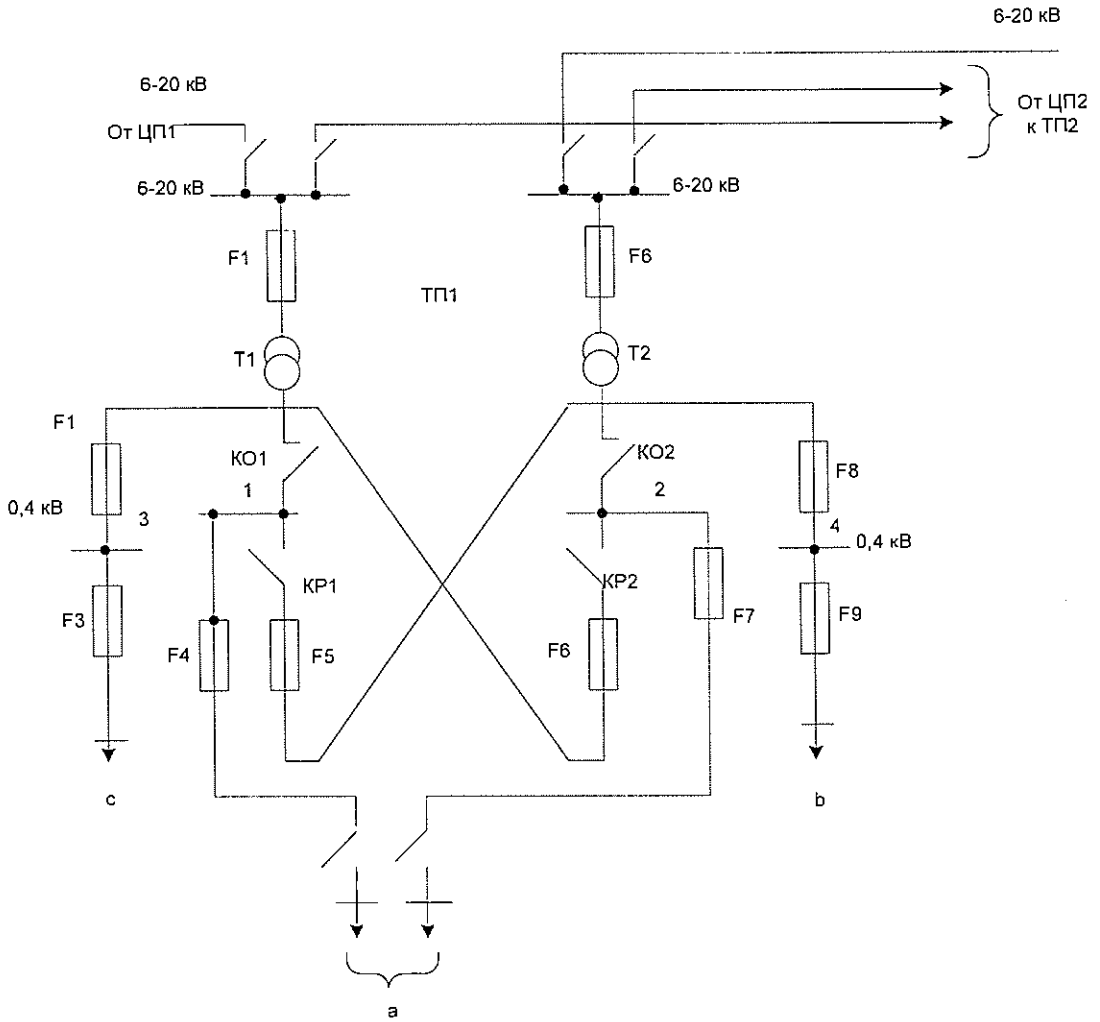 6-20 кВ
6-20 кВ
От ЦП1
От ЦП2
к ТП2
6-20 кВ
6-20 кВ
F1
F6
ТП1
T1
T2
F1
КО1
КО2
F8
1
2
0,4 кВ
3
4
0,4 кВ
КР1
КР2
F3
F7
F9
F4
F5
F6
c
b
a